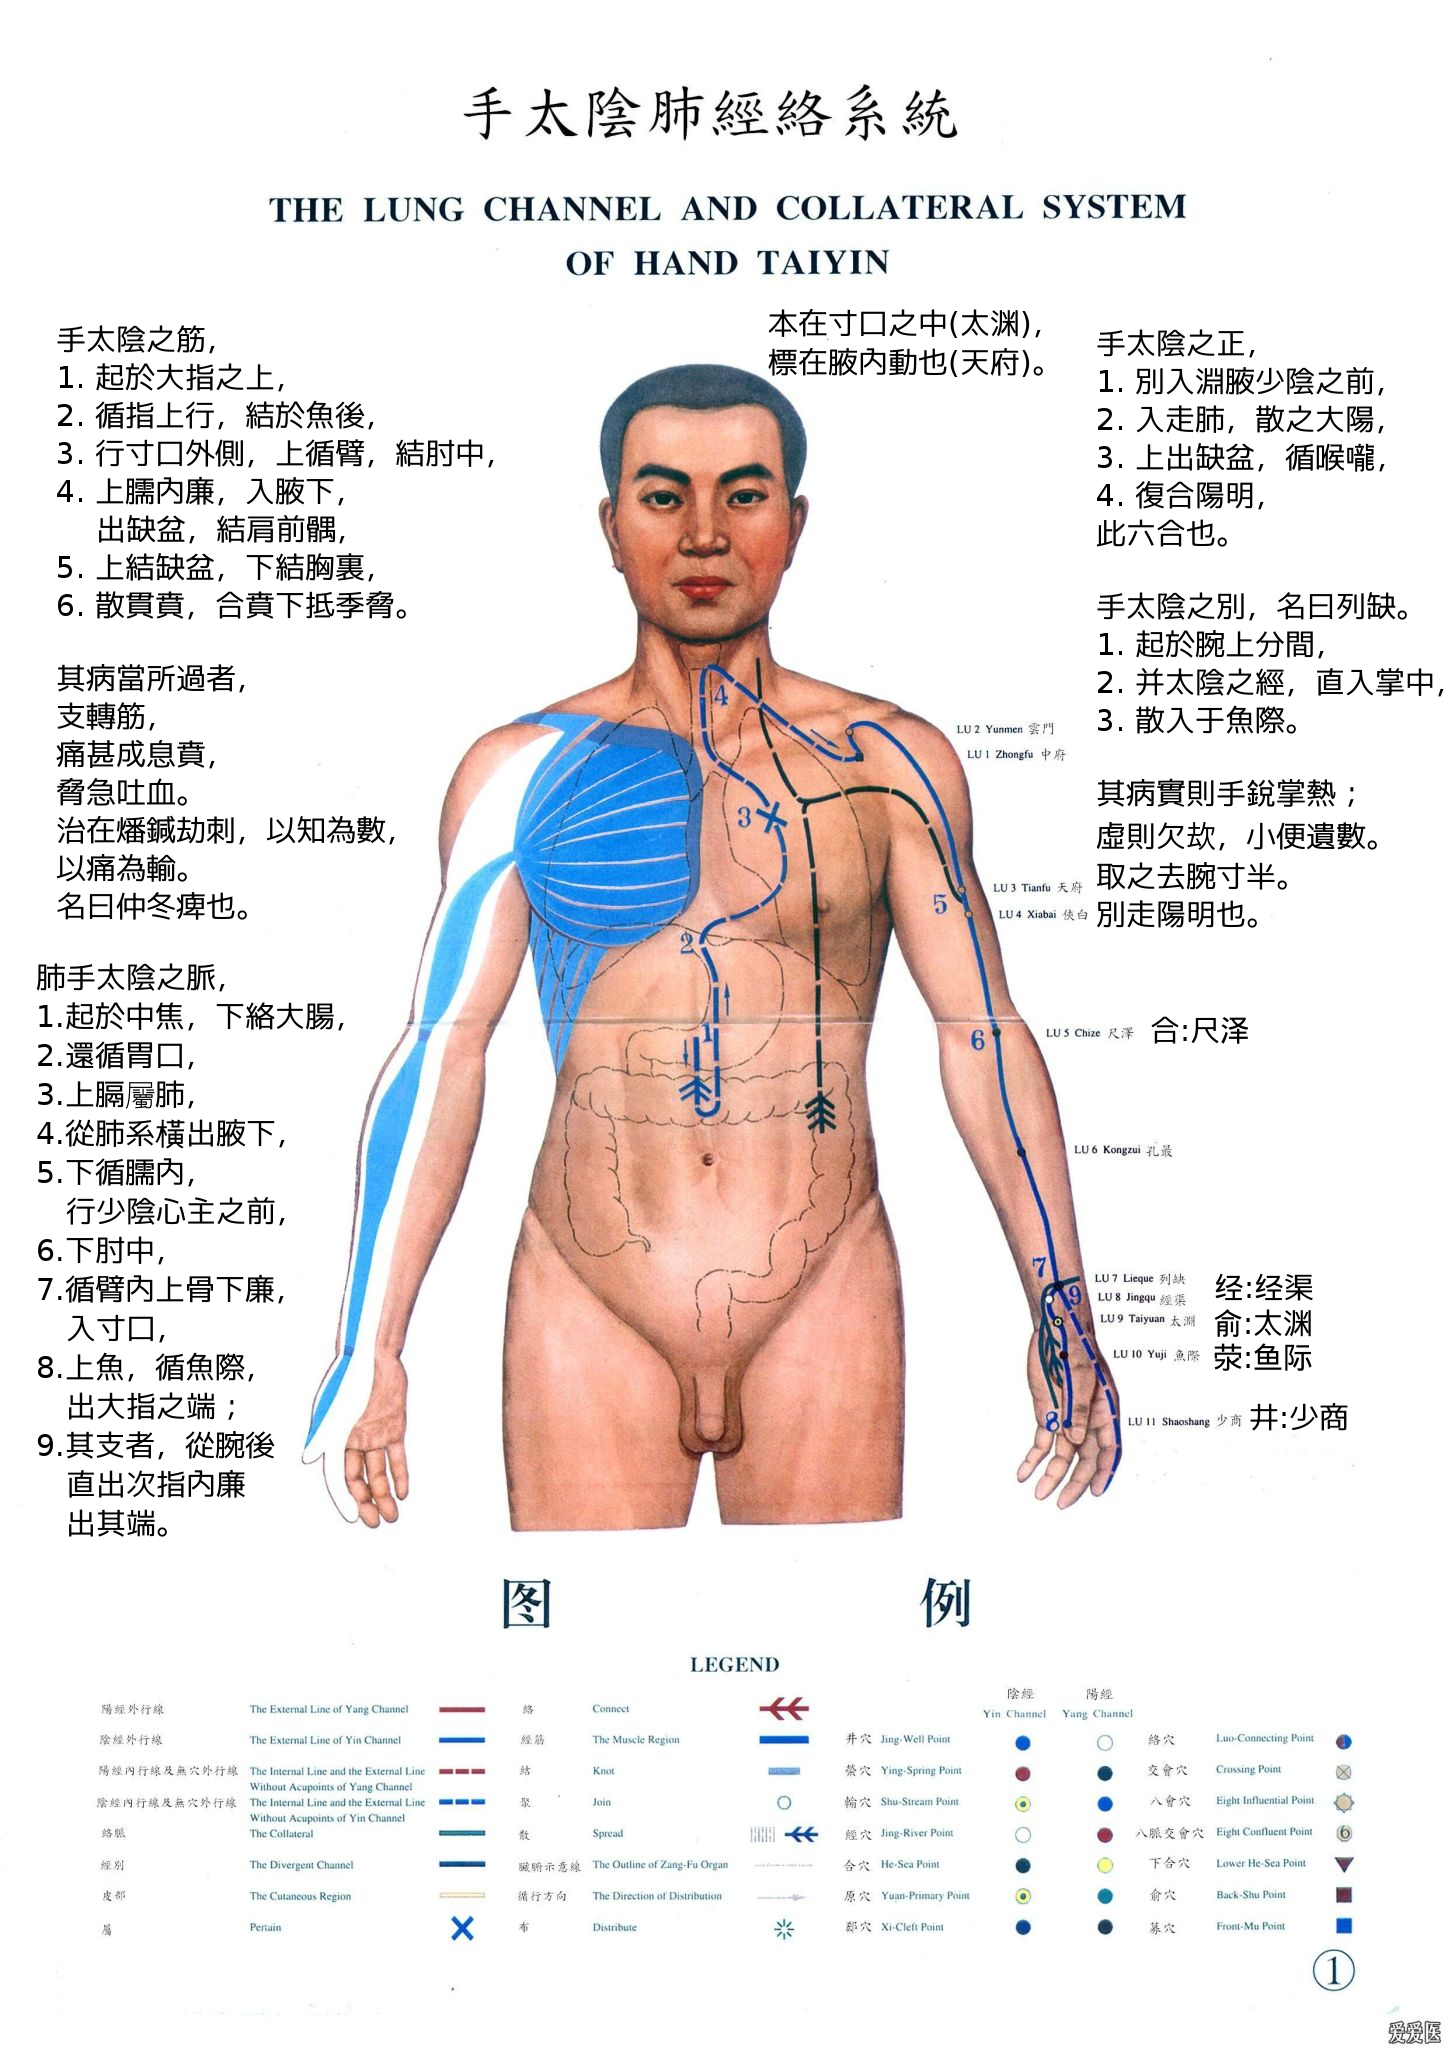 手太陰肺經絡系統
THE LUNG CHANNEL AND COLLATERAL SYSTEM
OF HAND TAIYIN
本在寸口之中(太渊)，
標在腋内動也(天府)。
手太陰之筋，
1. 起於大指之上，
2. 循指上行，結於魚後，
3. 行寸口外側，上循臂，結肘中，
4. 上臑內廉，入腋下，
出缺盆，結肩前髃，
5. 上結缺盆，下結胸裏，
6. 散貫賁，合賁下抵季脅。
其病當所過者，
支轉筋，
痛甚成息賁，
脅急吐血。
治在燔鍼劫刺，以知為數，
以痛為輸。
名曰仲冬痺也。
肺手太陰之脈，
1.起於中焦，下絡大腸，
2.還循胃口，
3.上膈屬肺，
4.從肺系橫出腋下，
5.下循臑內，
行少陰心主之前，
6.下肘中，
7.循臂內上骨下廉，
入寸口，
8.上魚，循魚際，
出大指之端；
9.其支者，從腕後
直出次指內廉
出其端。
手太陰之正，
1. 別入淵腋少陰之前，
2. 入走肺，散之大陽，
3. 上出缺盆，循喉嚨，
4. 復合陽明，
此六合也。
手太陰之別，名曰列缺。
1. 起於腕上分間，
2. 并太陰之經，直入掌中，
3. 散入于魚際。
其病實則手銳掌熱；
虛則欠㰦，小便遺數。
取之去腕寸半。
別走陽明也。
4
3
2
1
5
6
7
9
8
LU 2 Yunmen 雲門
LU 1 Zhongfu 中府
LU 3 Tianfu 天府
LU 4 Xiabai 俠白
LU 5 Chize 尺澤 合:尺泽
LU 6 Kongzui 孔最
LU 7 Lieque 列缺
LU 8 Jingqu 經渠 经:经渠
LU 9 Taiyuan 太淵 俞:太渊
LU 10 Yuji 魚際 荥:鱼际
LU 11 Shaoshang 少商 井:少商
图 例
LEGEND
陽經外行線 The External Line of Yang Channel
陰經外行線 The External Line of Yin Channel
陽經內行線及無穴外行線 The Internal Line and the External Line
Without Acupoints of Yang Channel
陰經內行線及無穴外行線 The Internal Line and the External Line
Without Acupoints of Yin Channel
絡脈 The Collateral
經別 The Divergent Channel
皮部 The Cutaneous Region
屬 Pertain
絡 Connect
經筋 The Muscle Region
結 Knot
聚 Join
散 Spread
臟腑示意線 The Outline of Zang-Fu Organ
循行方向 The Direction of Distribution
布 Distribute
陰經 陽經
Yin Channel Yang Channel
井穴 Jing-Well Point
滎穴 Ying-Spring Point
輸穴 Shu-Stream Point
經穴 Jing-River Point
合穴 He-Sea Point
原穴 Yuan-Primary Point
郄穴 Xi-Cleft Point
絡穴 Luo-Connecting Point
交會穴 Crossing Point
八會穴 Eight Influential Point
八脈交會穴 Eight Confluent Point 6
下合穴 Lower He-Sea Point
俞穴 Back-Shu Point
募穴 Front-Mu Point
1
爱爱医